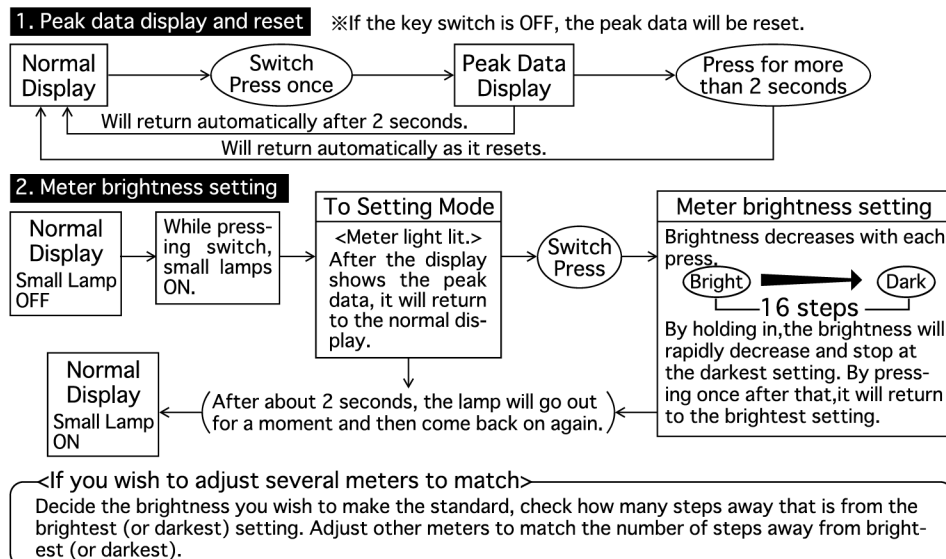 1. Peak data display and reset ※If the key switch is OFF, the peak data will be reset.
Normal
Display
Switch
Press once
Peak Data
Display
Press for more
than 2 seconds
Will return automatically after 2 seconds.
Will return automatically as it resets.
2. Meter brightness setting
Normal
Display
Small Lamp
OFF
While press-
ing switch,
small lamps
ON.
To Setting Mode
<Meter light lit.>
After the display
shows the peak
data, it will return
to the normal dis-
play.
Switch
Press
Meter brightness setting
Brightness decreases with each
press.
Bright Dark
16 steps
By holding in,the brightness will
rapidly decrease and stop at
the darkest setting. By press-
ing once after that,it will return
to the brightest setting.
Normal
Display
Small Lamp
ON
(After about 2 seconds, the lamp will go out
for a moment and then come back on again.)
<If you wish to adjust several meters to match>
Decide the brightness you wish to make the standard, check how many steps away that is from the
brightest (or darkest) setting. Adjust other meters to match the number of steps away from bright-
est (or darkest).